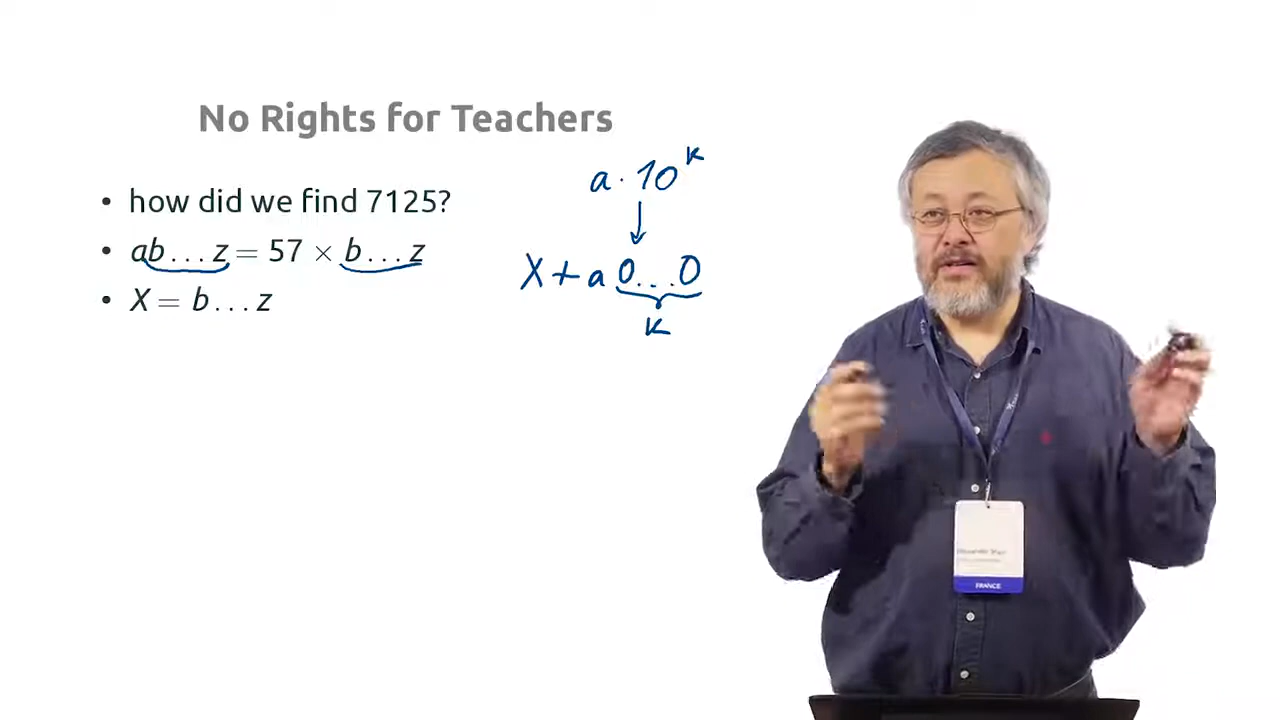 No Rights for Teachers
• how did we find 7125?
• ab...z = 57 × b...z
• X = b...z
a · 10^k
↓
X + a 0...0
k
FRANCE